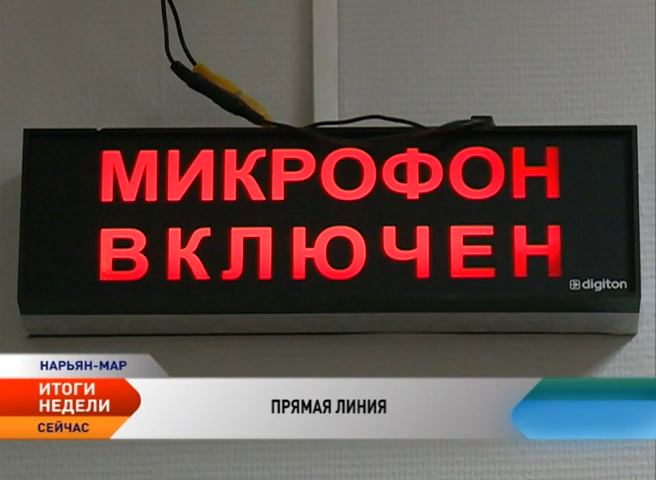 МИКРОФОН
ВКЛЮЧЕН
digiton
НАРЬЯН-МАР
ИТОГИ
НЕДЕЛИ
СЕЙЧАС
ПРЯМАЯ ЛИНИЯ